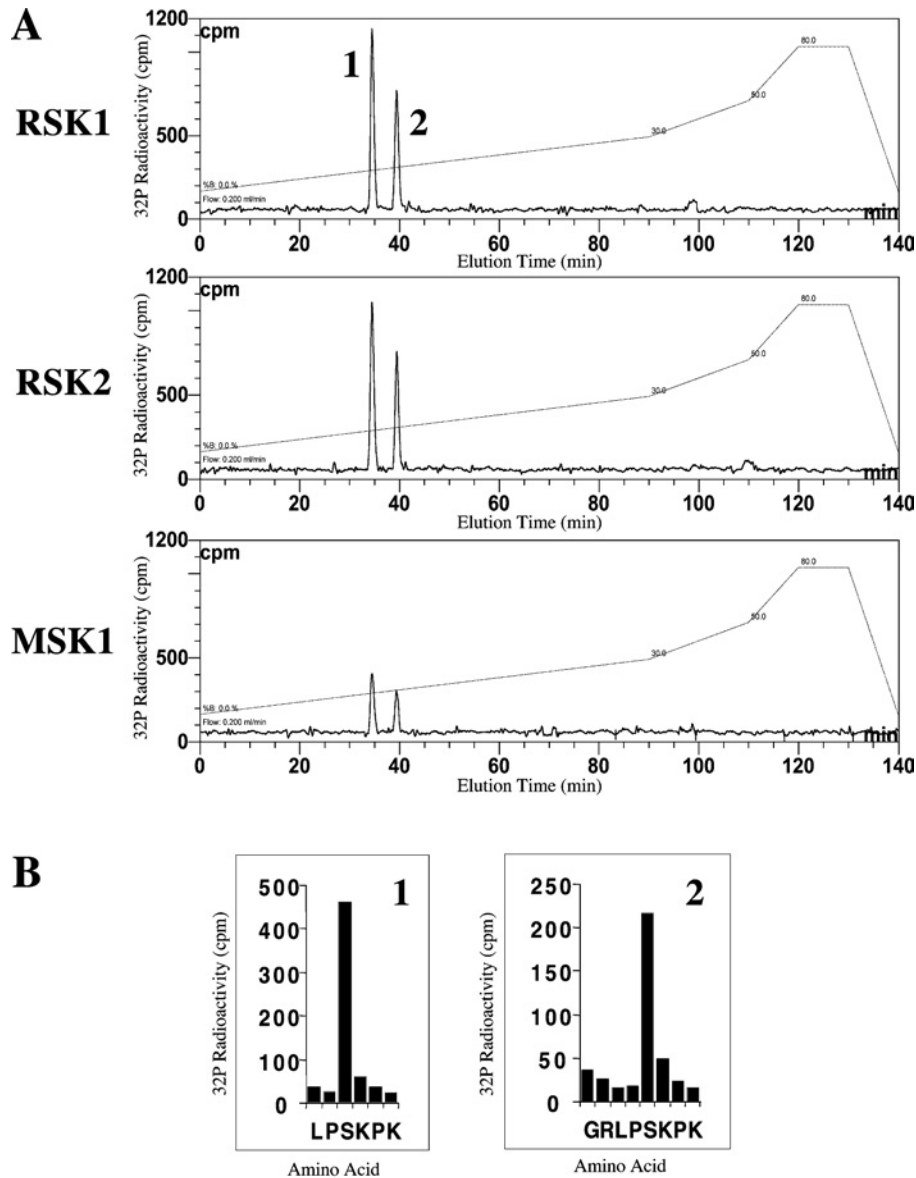 A
RSK1
32P Radioactivity (cpm)
1200
500
0
cpm
1
2
80.0
50.0
30.0
%B: 0.0 %
Flow: 0.200 ml/min
min
0 20 40 60 80 100 120 140
Elution Time (min)
RSK2
32P Radioactivity (cpm)
1200
500
0
cpm
80.0
50.0
30.0
%B: 0.0 %
Flow: 0.200 ml/min
min
0 20 40 60 80 100 120 140
Elution Time (min)
MSK1
32P Radioactivity (cpm)
1200
500
0
cpm
80.0
50.0
30.0
%B: 0.0 %
Flow: 0.200 ml/min
min
0 20 40 60 80 100 120 140
Elution Time (min)
B
32P Radioactivity (cpm)
500
400
300
200
100
0
1
LPSKPK
Amino Acid
32P Radioactivity (cpm)
250
200
150
100
50
0
2
GRLPSKPK
Amino Acid